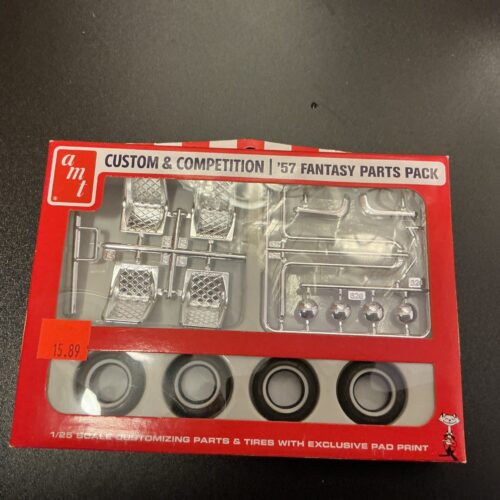 amt
CUSTOM & COMPETITION | '57 FANTASY PARTS PACK
15.89
1/25 SCALE CUSTOMIZING PARTS & TIRES WITH EXCLUSIVE PAD PRINT